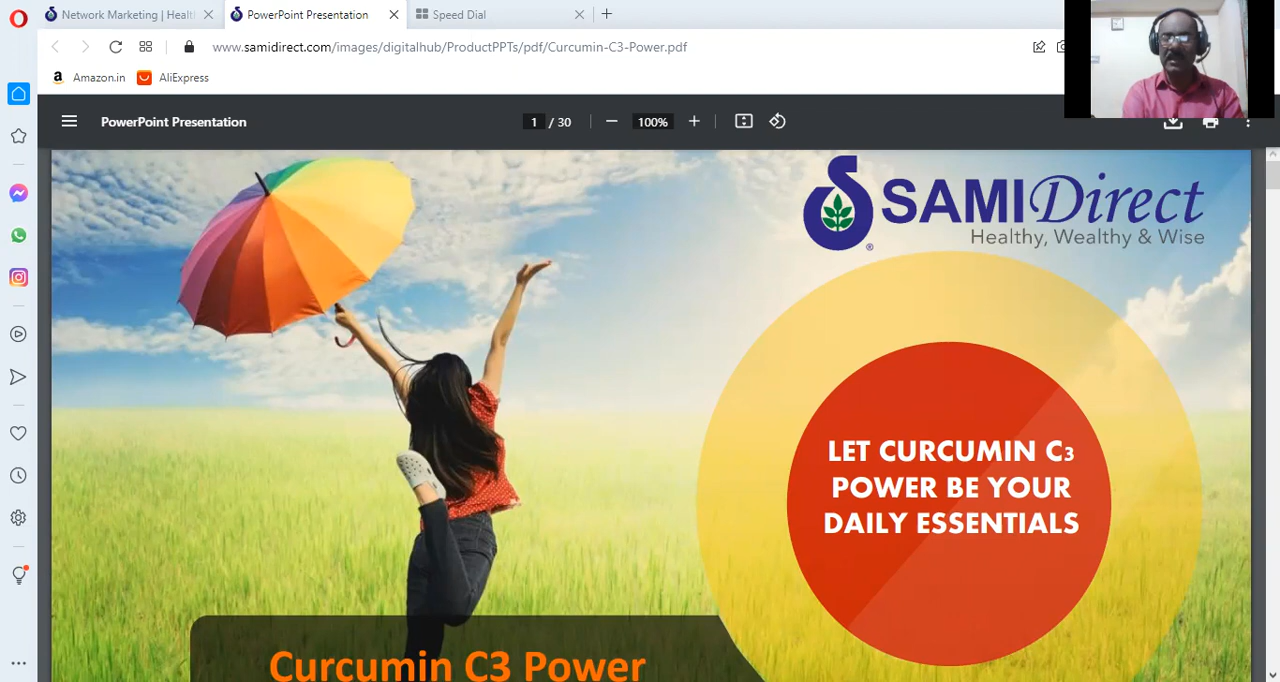 Network Marketing | Healt
PowerPoint Presentation
Speed Dial
www.samidirect.com/images/digitalhub/ProductPPTs/pdf/Curcumin-C3-Power.pdf
Amazon.in
AliExpress
PowerPoint Presentation
1 / 30
100%
SAMIDirect
Healthy, Wealthy & Wise
LET CURCUMIN C3
POWER BE YOUR
DAILY ESSENTIALS
Curcumin C3 Power